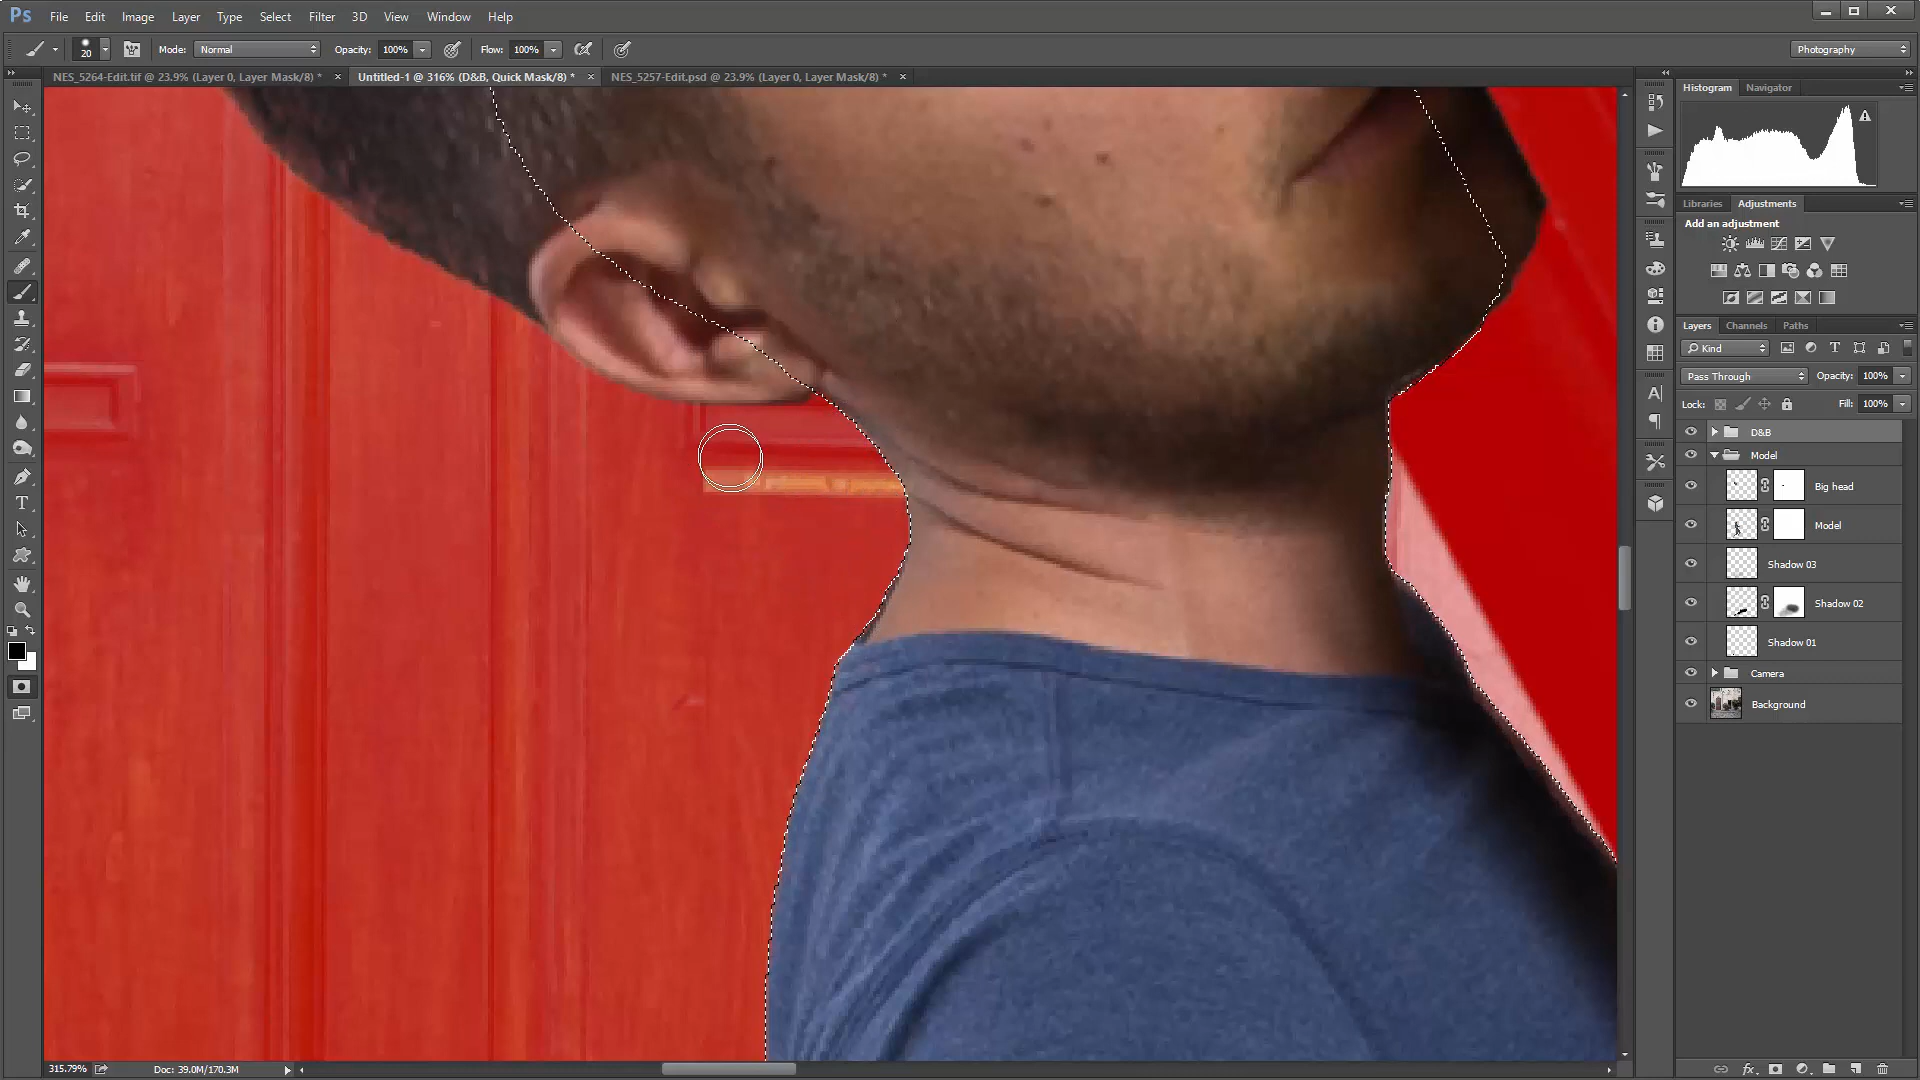 Ps File Edit Image Layer Type Select Filter 3D View Window Help
20 Mode: Normal Opacity: 100% Flow: 100% Photography
NES_5264-Edit.tif @ 23.9% (Layer 0, Layer Mask/8) * × Untitled-1 @ 316% (D&B, Quick Mask/8) * × NES_5257-Edit.psd @ 23.9% (Layer 0, Layer Mask/8) * ×
Histogram Navigator
Libraries Adjustments
Add an adjustment
Layers Channels Paths
Kind
Pass Through Opacity: 100%
Lock: Fill: 100%
D&B
Model
Big head
Model
Shadow 03
Shadow 02
Shadow 01
Camera
Background
315.79% Doc: 39.0M/170.3M